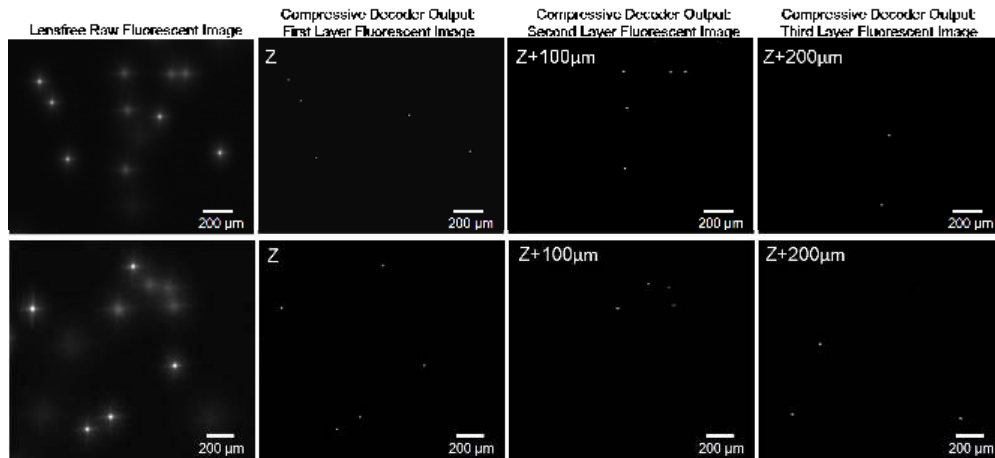 Lensfree Raw Fluorescent Image
Compressive Decoder Output:
First Layer Fluorescent Image
Compressive Decoder Output:
Second Layer Fluorescent Image
Compressive Decoder Output:
Third Layer Fluorescent Image
Z
Z+100μm
Z+200μm
200 μm
200 μm
200 μm
200 μm
Z
Z+100μm
Z+200μm
200 μm
200 μm
200 μm
200 μm